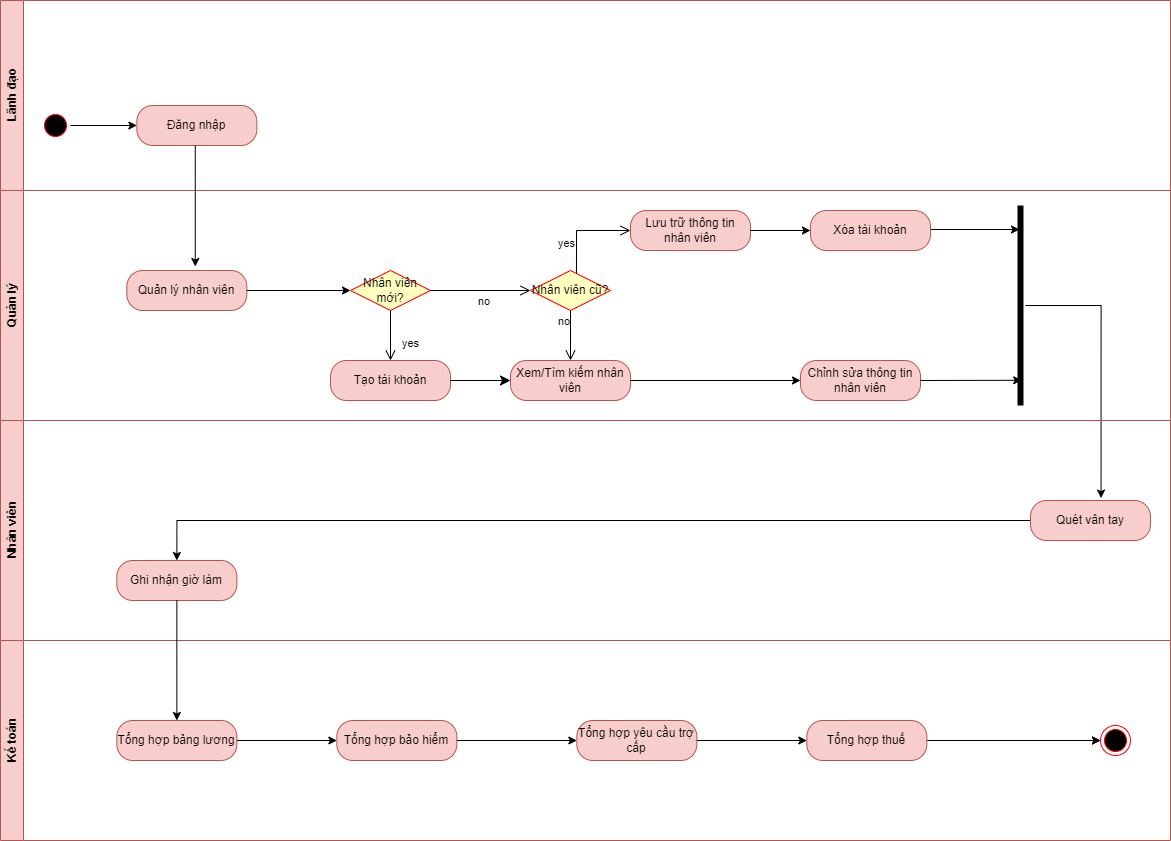 Lãnh đạo
Đăng nhập
Quản lý
Quản lý nhân viên
Nhân viên
mới?
yes
no
Nhân viên cũ?
yes
no
Lưu trữ thông tin
nhân viên
Xóa tài khoản
Tạo tài khoản
Xem/Tìm kiếm nhân
viên
Chỉnh sửa thông tin
nhân viên
Nhân viên
Quét vân tay
Ghi nhận giờ làm
Kế toán
Tổng hợp bảng lương
Tổng hợp bảo hiểm
Tổng hợp yêu cầu trợ
cấp
Tổng hợp thuế